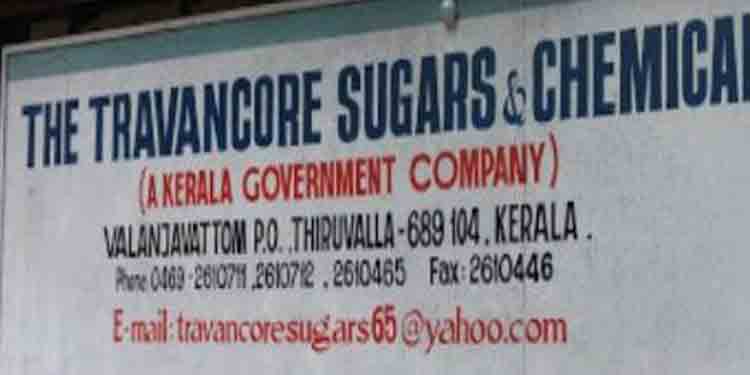 THE TRAVANCORE SUGARS & CHEMICAL
(A KERALA GOVERNMENT COMPANY)
VALANJAVATTOM P.O. .THIRUVALLA-689 104. KERALA .
Phone 0469 -2610711 ,2610712 , 2610465 Fax: 2610446
E-mail: travancoresugars65@yahoo.com